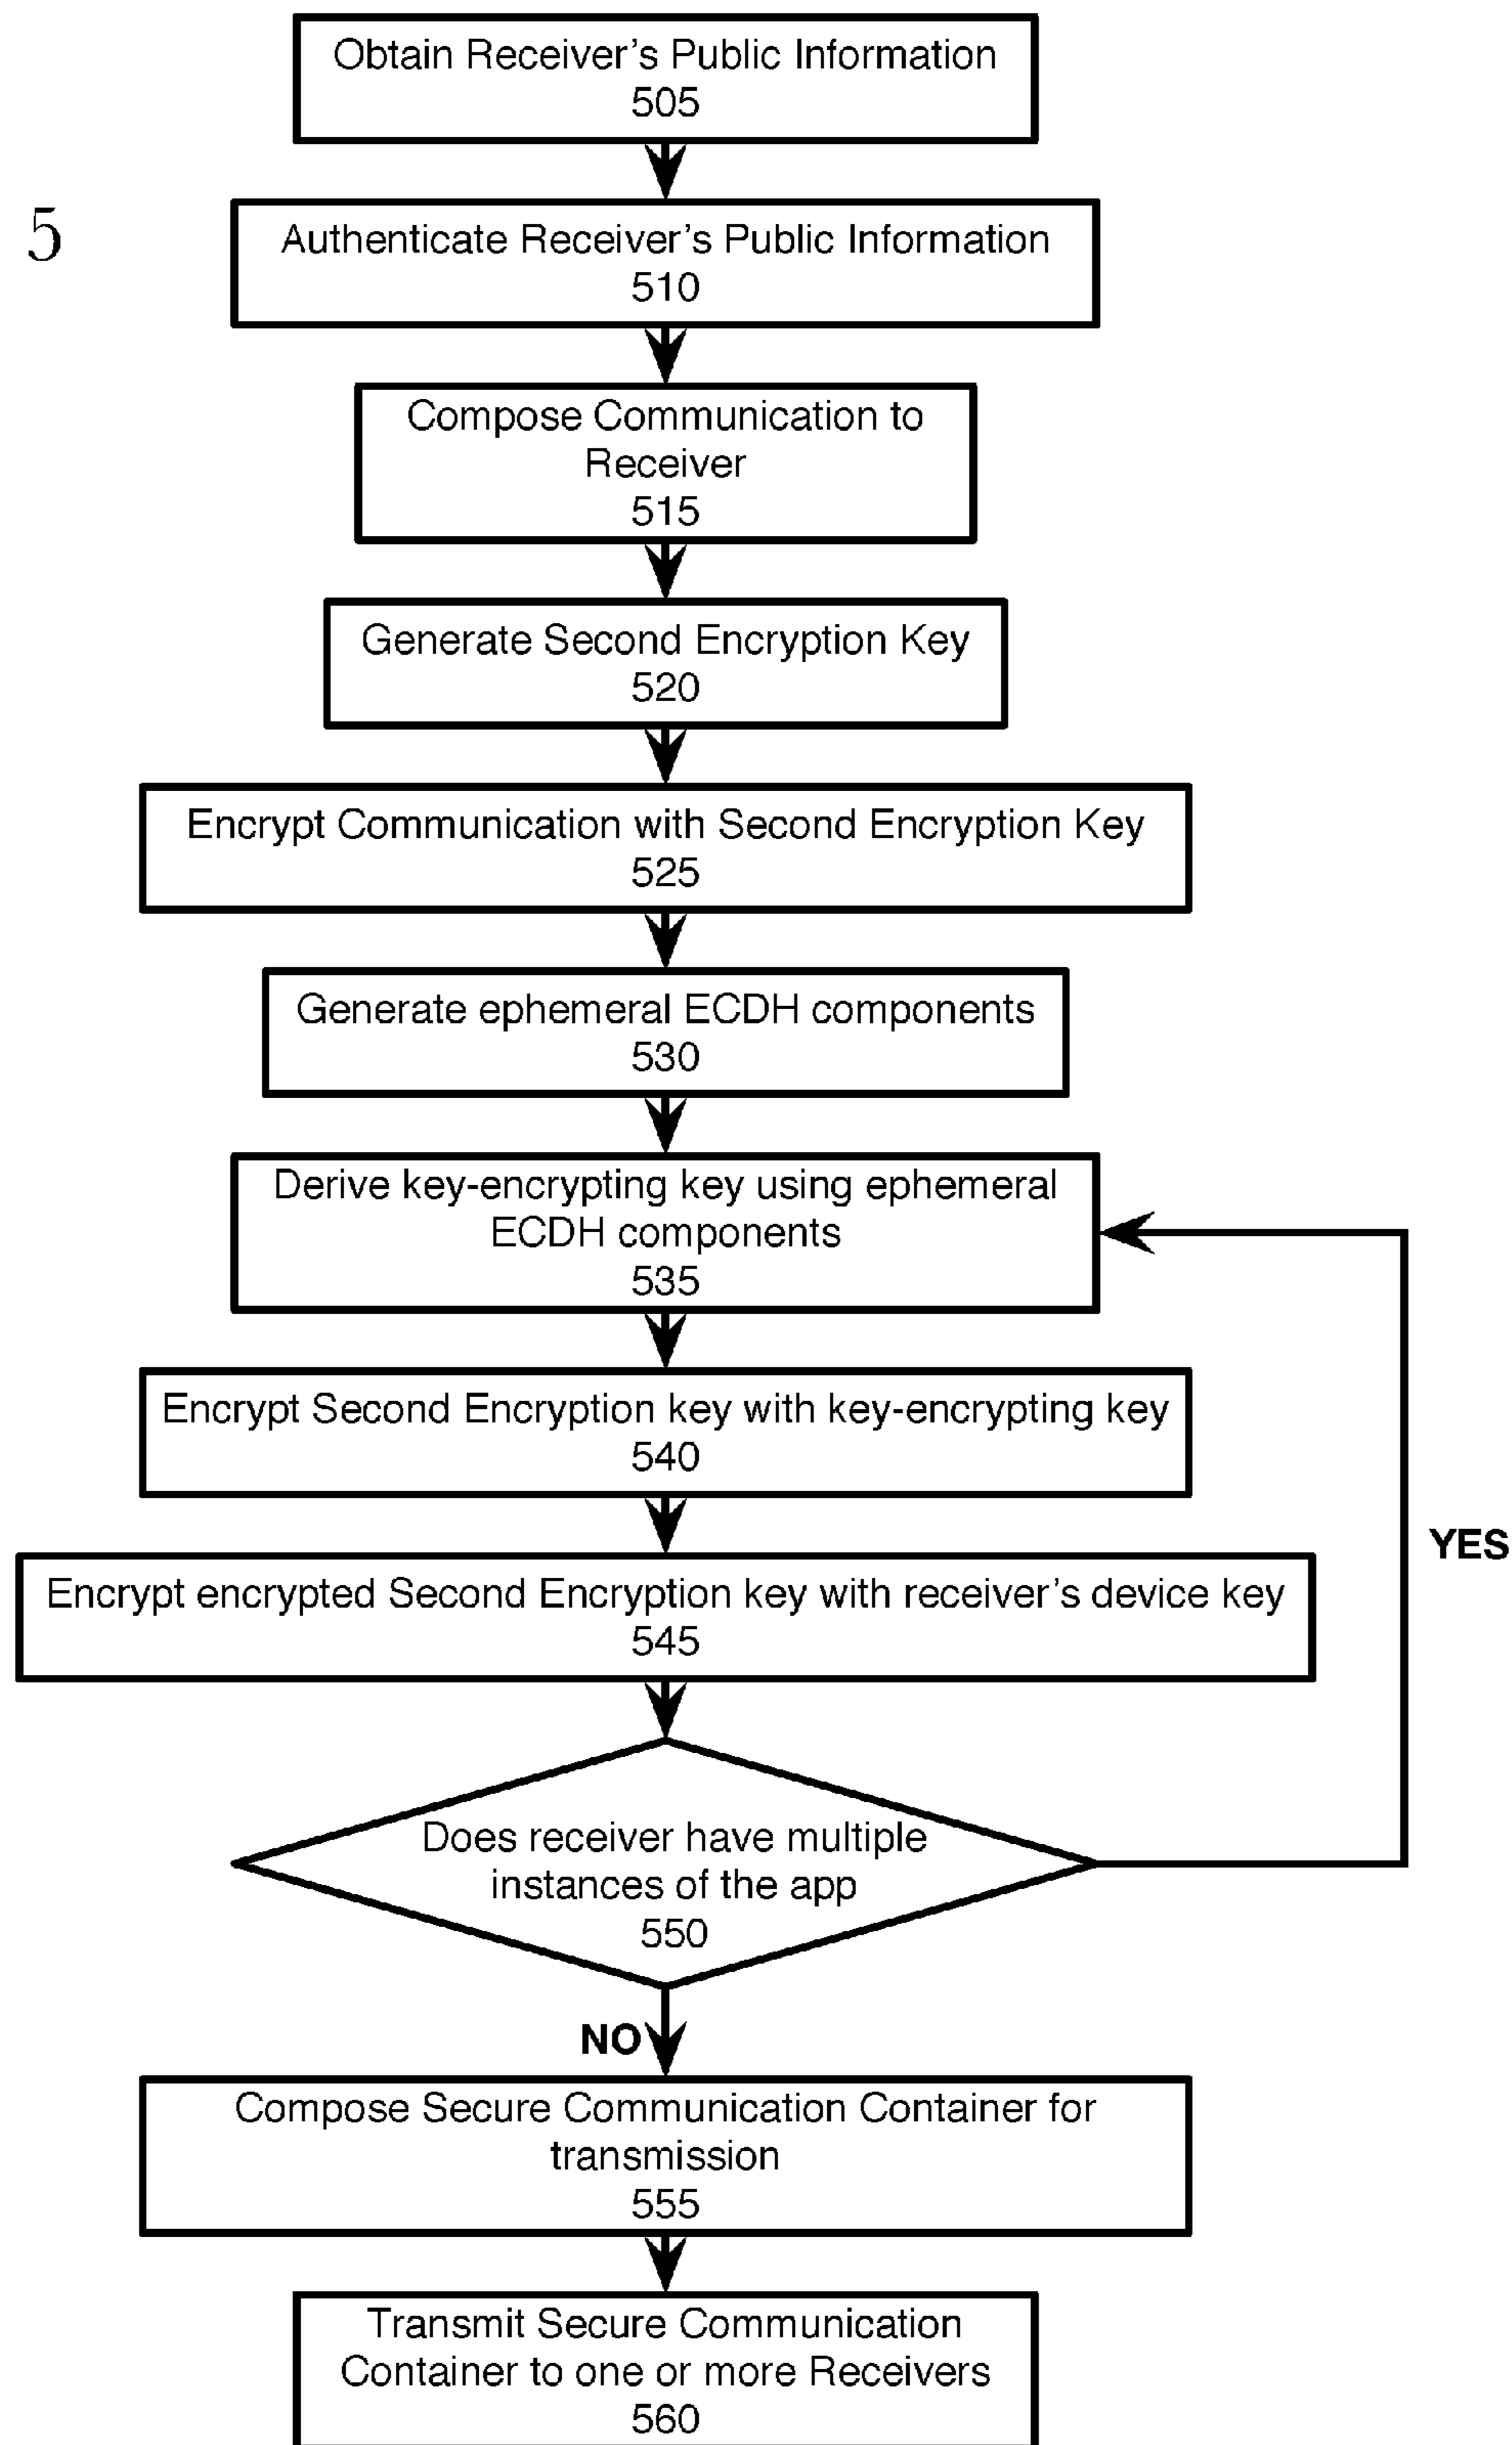 Obtain Receiver's Public Information
505
5
Authenticate Receiver's Public Information
510
Compose Communication to
Receiver
515
Generate Second Encryption Key
520
Encrypt Communication with Second Encryption Key
525
Generate ephemeral ECDH components
530
Derive key-encrypting key using ephemeral
ECDH components
535
Encrypt Second Encryption key with key-encrypting key
540
YES
Encrypt encrypted Second Encryption key with receiver's device key
545
Does receiver have multiple
instances of the app
550
NO
Compose Secure Communication Container for
transmission
555
Transmit Secure Communication
Container to one or more Receivers
560